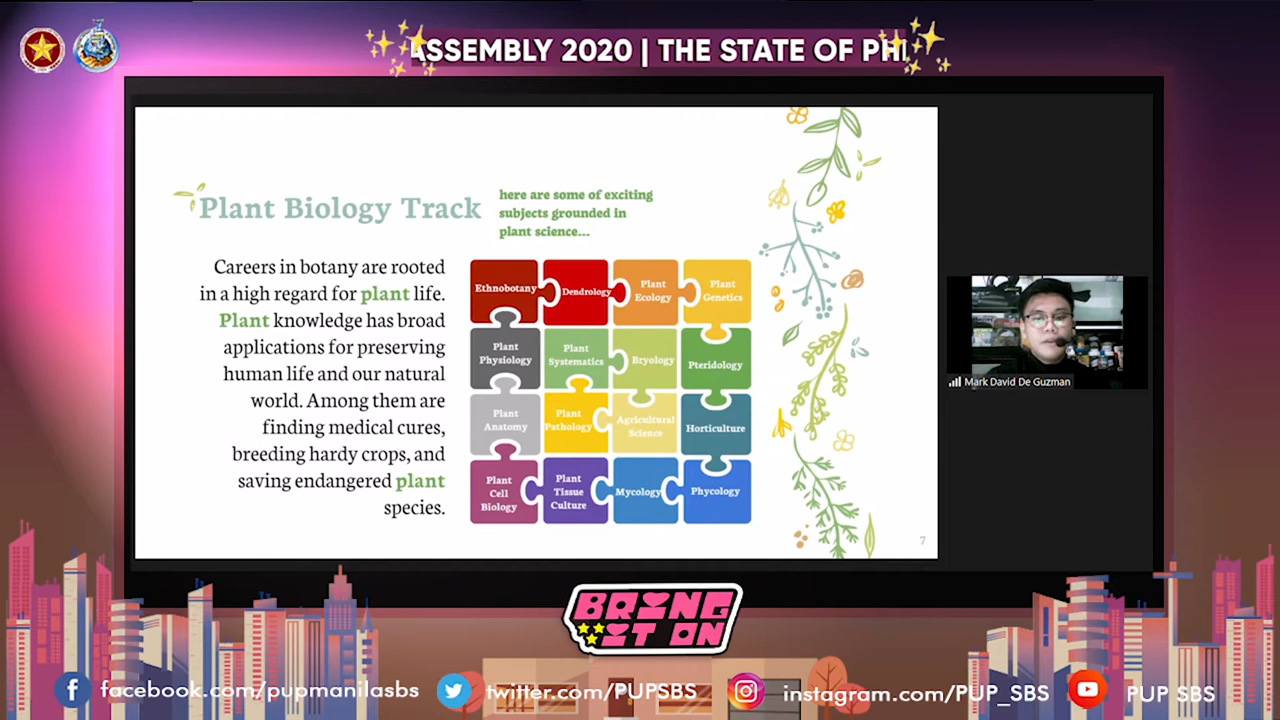 ASSEMBLY 2020 | THE STATE OF PHI
Plant Biology Track
here are some of exciting
subjects grounded in
plant science...
Careers in botany are rooted
in a high regard for plant life.
Plant knowledge has broad
applications for preserving
human life and our natural
world. Among them are
finding medical cures,
breeding hardy crops, and
saving endangered plant
species.
Ethnobotany
Dendrology
Plant
Ecology
Plant
Genetics
Plant
Physiology
Plant
Systematics
Bryology
Pteridology
Plant
Anatomy
Plant
Pathology
Agricultural
Science
Horticulture
Plant
Cell
Biology
Plant
Tissue
Culture
Mycology
Phycology
7
Mark David De Guzman
BRING
IT ON
facebook.com/pupmanilasbs
twitter.com/PUPSBS
instagram.com/PUP_SBS
PUP SBS